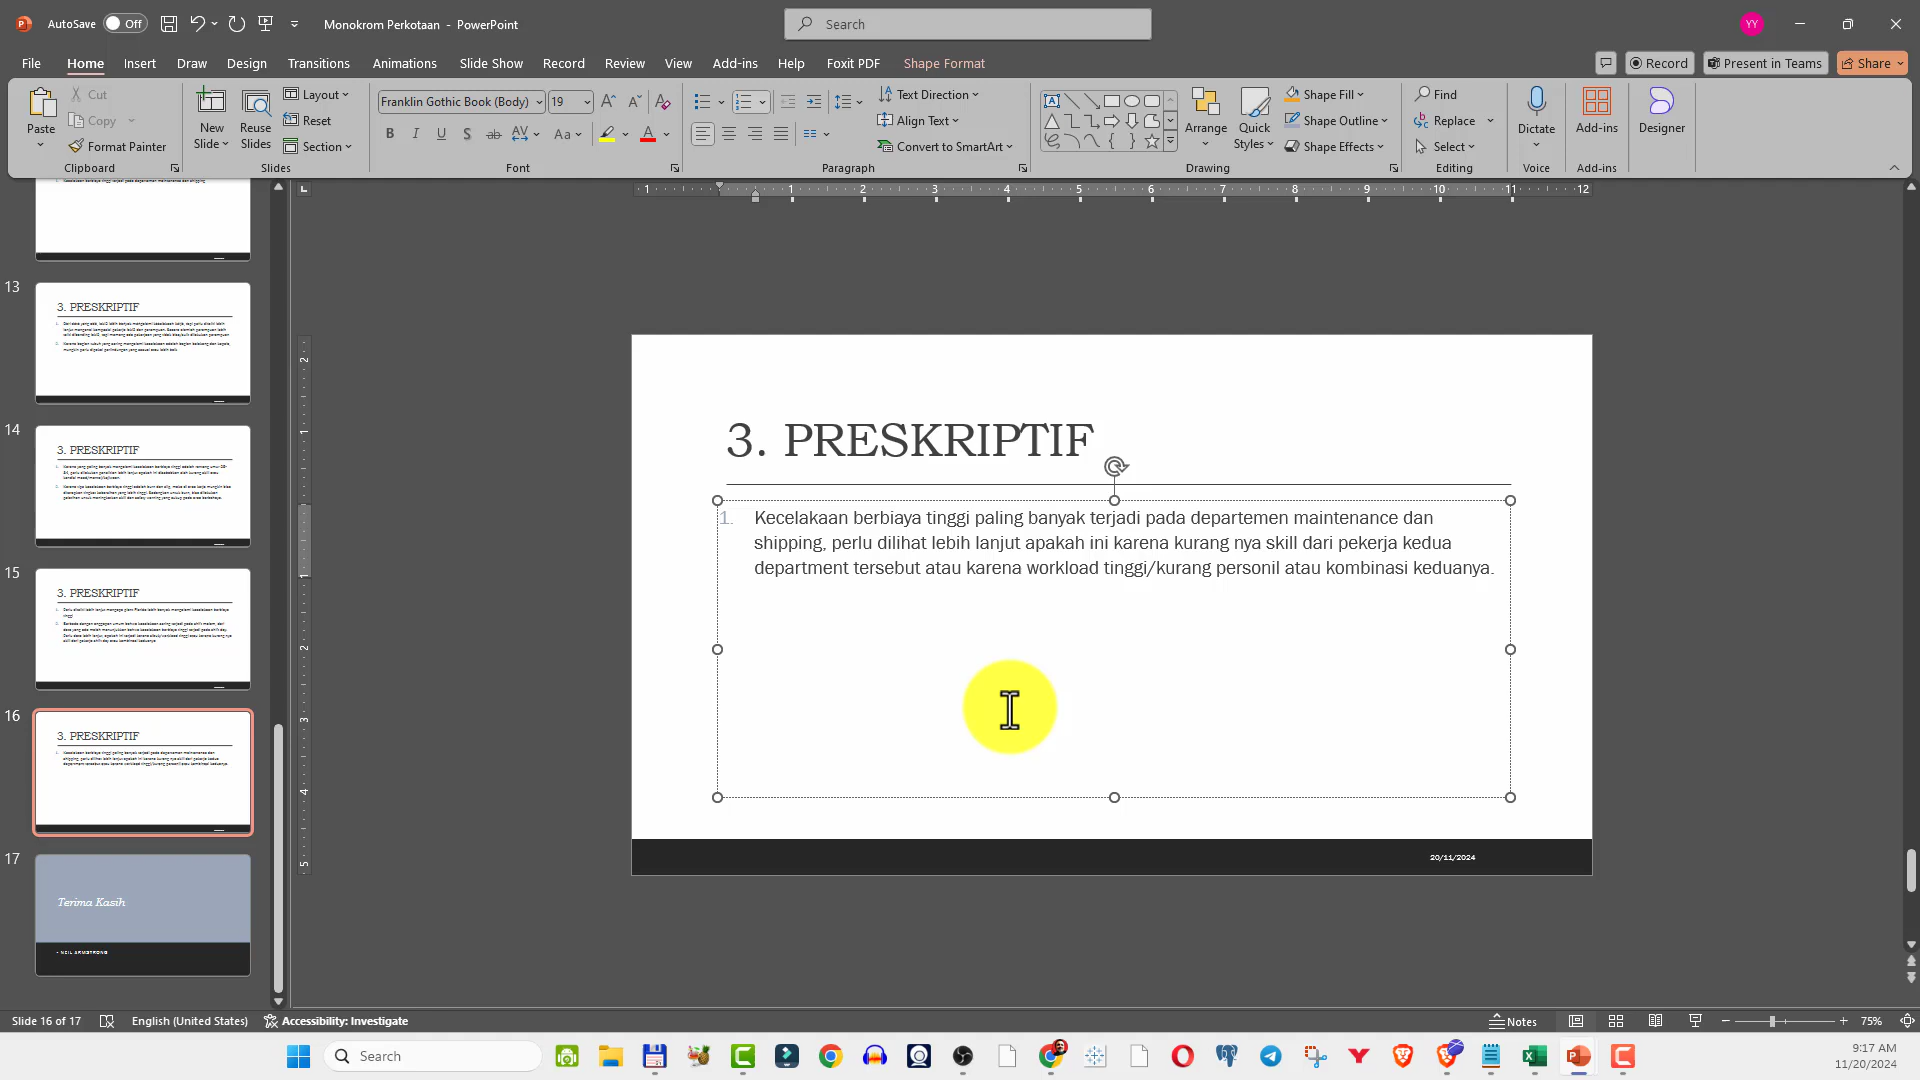 AutoSave Off Monokrom Perkotaan - PowerPoint Search YY
File Home Insert Draw Design Transitions Animations Slide Show Record Review View Add-ins Help Foxit PDF Shape Format Record Present in Teams Share
Paste Cut Copy Format Painter Clipboard
New Slide Reuse Slides Layout Reset Section Slides
Franklin Gothic Book (Body) 19 Font
Text Direction Align Text Convert to SmartArt Paragraph
Arrange Quick Styles Shape Fill Shape Outline Shape Effects Drawing
Find Replace Select Editing
Dictate Voice
Add-ins Add-ins
Designer
13
3. PRESKRIPTIF
14
3. PRESKRIPTIF
15
3. PRESKRIPTIF
16
3. PRESKRIPTIF
17
Terima Kasih
- NEIL ARMSTRONG
3. PRESKRIPTIF
1. Kecelakaan berbiaya tinggi paling banyak terjadi pada departemen maintenance dan
shipping, perlu dilihat lebih lanjut apakah ini karena kurang nya skill dari pekerja kedua
department tersebut atau karena workload tinggi/kurang personil atau kombinasi keduanya.
20/11/2024
Slide 16 of 17 English (United States) Accessibility: Investigate Notes 75%
Search
9:17 AM
11/20/2024